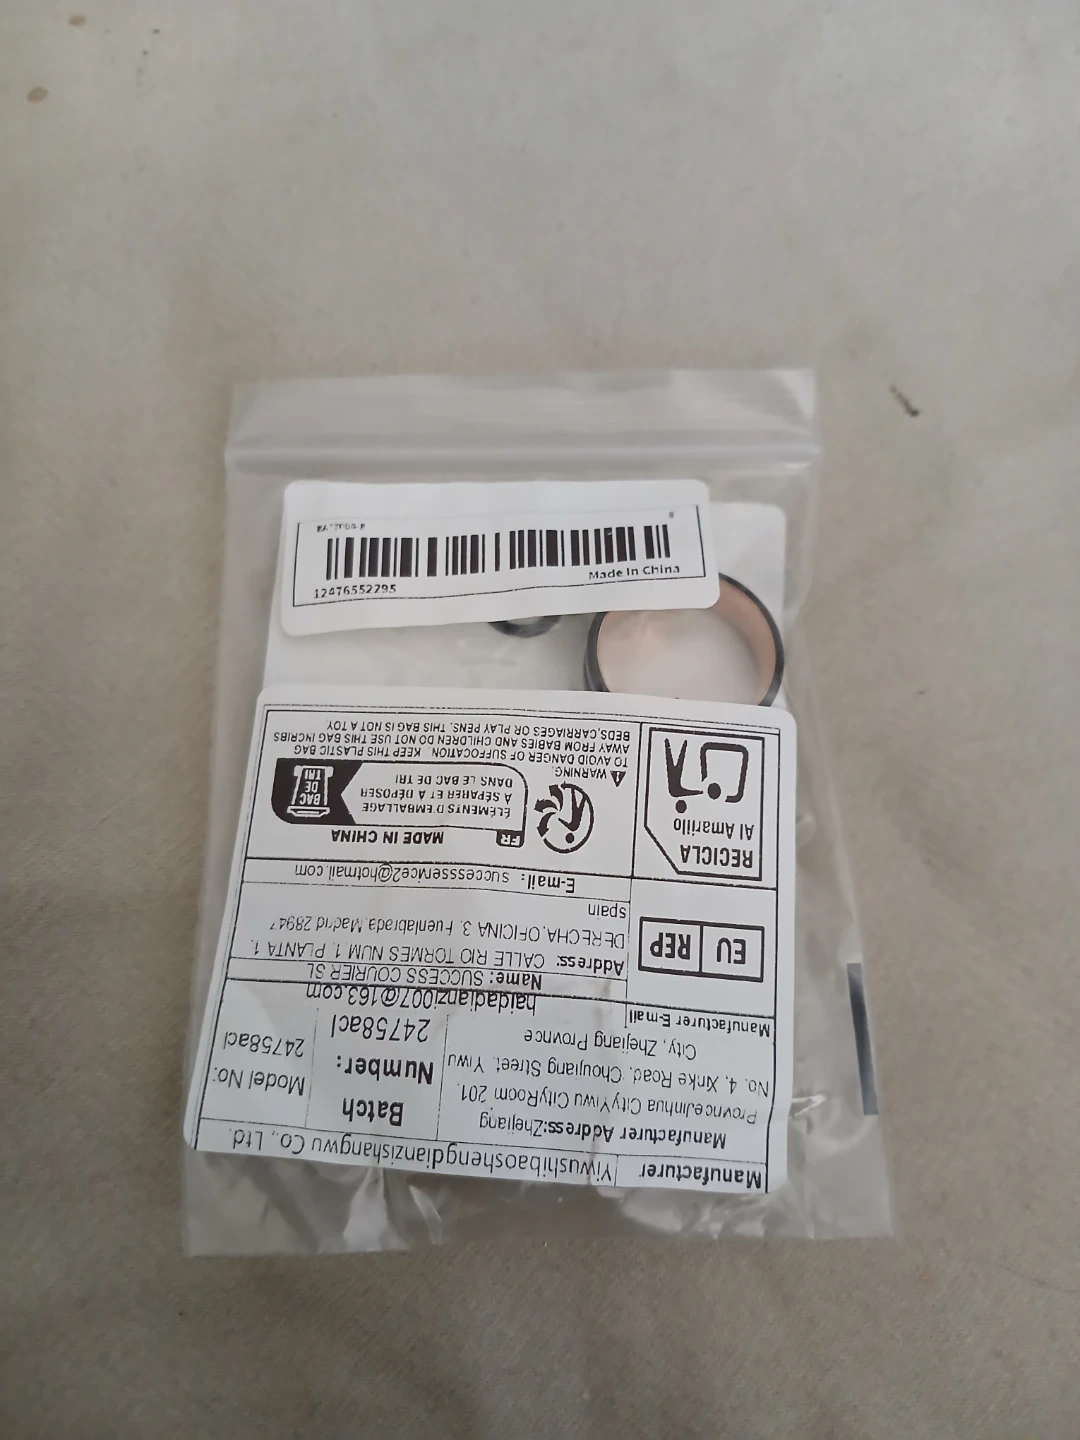 12476552295
Made In China
Manufacturer
Yiwushibaoshengdianzishangwu Co., Ltd.
Manufacturer Address:Zhejiang
ProvnceJinhua CityYiwu CityRoom 201.
No. 4, Xnke Road, Choujiang Street, Yiwu
City, Zhejiang Provnce
Batch
Number:
24758acl
Model No:
24758acl
Manufacturer E-mail
haidadianzi007@163.com
EU REP
Name: SUCCESS COURIER SL
Address: CALLE RIO TORMES NUM 1. PLANTA 1.
DERECHA.OFICINA 3. Fuenlabrada.Madrid 28947
spain
E-mail: successservice2@hotmail.com
RECICLA
Al Amarillo
FR
MADE IN CHINA
ÉLÉMENTS D'EMBALLAGE
À SÉPARER ET À DÉPOSER
DANS LE BAC DE TRI
BAC
DE
TRI
WARNING:
TO AVOID DANGER OF SUFFOCATION. KEEP THIS PLASTIC BAG
AWAY FROM BABIES AND CHILDREN DO NOT USE THIS BAG INCRIBS
BEDS,CARRIAGES OR PLAY PENS. THIS BAG IS NOT A TOY.